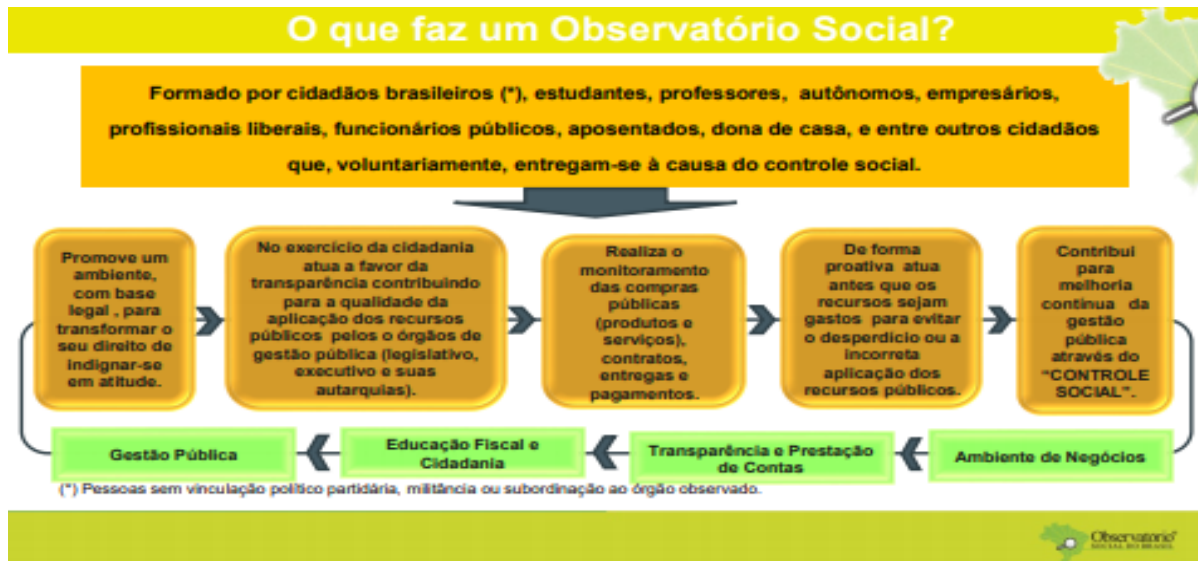 O que faz um Observatório Social?
Formado por cidadãos brasileiros (*), estudantes, professores, autônomos, empresários,
profissionais liberais, funcionários públicos, aposentados, dona de casa, e entre outros cidadãos
que, voluntariamente, entregam-se à causa do controle social.
Promove um
ambiente,
com base
legal , para
transformar o
seu direito de
indignar-se
em atitude.
No exercício da cidadania
atua a favor da
transparência contribuindo
para a qualidade da
aplicação dos recursos
públicos pelos o órgãos de
gestão pública (legislativo,
executivo e suas
autarquias).
Realiza o
monitoramento
das compras
públicas
(produtos e
serviços),
contratos,
entregas e
pagamentos.
De forma
proativa atua
antes que os
recursos sejam
gastos para evitar
o desperdício ou a
incorreta
aplicação dos
recursos públicos.
Contribui
para
melhoria
contínua da
gestão
pública
através do
"CONTROLE
SOCIAL".
Gestão Pública
Educação Fiscal e
Cidadania
Transparência e Prestação
de Contas
Ambiente de Negócios
(*) Pessoas sem vinculação político partidária, militância ou subordinação ao órgão observado.
Observatório
SOCIAL DO BRASIL